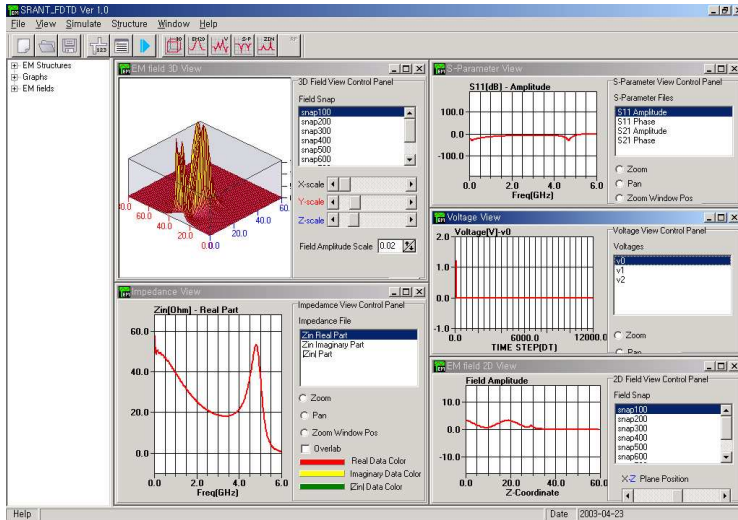 SRANT_FDTD Ver 1.0
File View Simulate Structure Window Help
EM Structures
Graphs
EM fields
EM field 3D View
3D Field View Control Panel
Field Snap
snap100
snap200
snap300
snap400
snap500
snap600
X-scale
Y-scale
Z-scale
Field Amplitude Scale 0.02
60.0
40.0
20.0
0.0
20.0
40.0
60.0
S-Parameter View
S11[dB) - Amplitude
100.0
0.0
-100.0
0.0 2.0 4.0 6.0
Freq(GHz)
S-Parameter View Control Panel
S-Parameter Files
S11 Amplitude
S11 Phase
S21 Amplitude
S21 Phase
Zoom
Pan
Zoom Window Pos
Voltage View
Voltage[V]-v0
2.0
0.0
-1.0
0.0 6000.0 12000.0
TIME STEP(DT)
Voltage View Control Panel
Voltages
v0
v1
v2
Zoom
Pan
Impedance View
Zin[Ohm) - Real Part
60.0
40.0
20.0
0.0
0.0 2.0 4.0 6.0
Freq(GHz)
Impedamce View Control Panel
Impedance File
Zin Real Part
Zin Imaginary Part
|Zin| Part
Zoom
Pan
Zoom Window Pos
Overlab
Real Data Color
Imaginary Data Color
|Zin| Data Color
EM field 2D View
Field Amplitude
10.0
0.0
-10.0
0.0 20.0 40.0 60.0
Z-Coordinate
2D Field View Control Panel
Field Snap
snap100
snap200
snap300
snap400
snap500
snap600
X-Z Plane Position
Help Date 2003-04-23